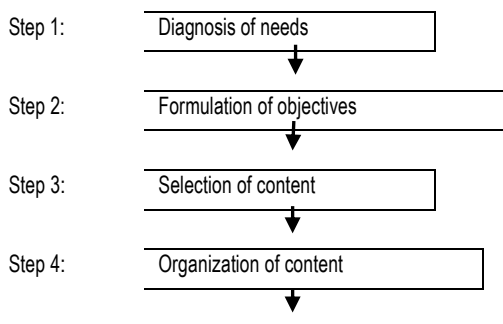 Step 1: Diagnosis of needs
Step 2: Formulation of objectives
Step 3: Selection of content
Step 4: Organization of content